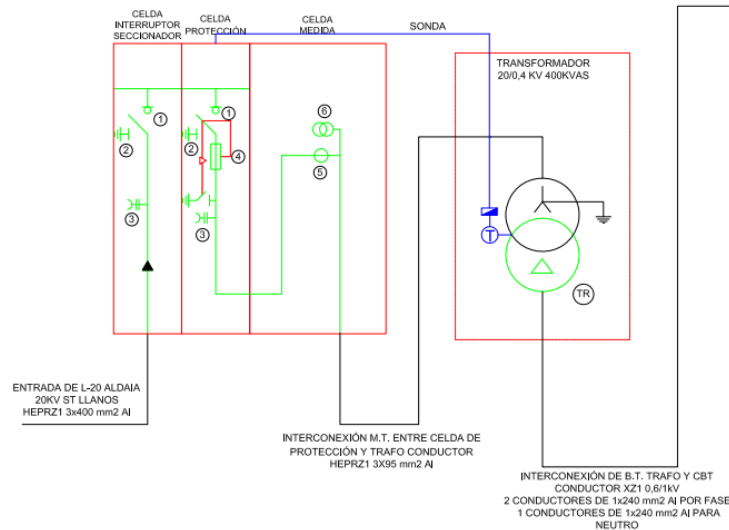 CELDA
INTERRUPTOR
SECCIONADOR
CELDA
PROTECCIÓN
CELDA
MEDIDA
SONDA
TRANSFORMADOR
20/0,4 KV 400KVAS
1
2
3
1
2
4
3
6
5
T
TR
ENTRADA DE L-20 ALDAIA
20KV ST LLANOS
HEPRZ1 3x400 mm2 Al
INTERCONEXIÓN M.T. ENTRE CELDA DE
PROTECCIÓN Y TRAFO CONDUCTOR
HEPRZ1 3X95 mm2 Al
INTERCONEXIÓN DE B.T. TRAFO Y CBT
CONDUCTOR XZ1 0,6/1kV
2 CONDUCTORES DE 1x240 mm2 Al POR FASE
1 CONDUCTORES DE 1x240 mm2 Al PARA
NEUTRO